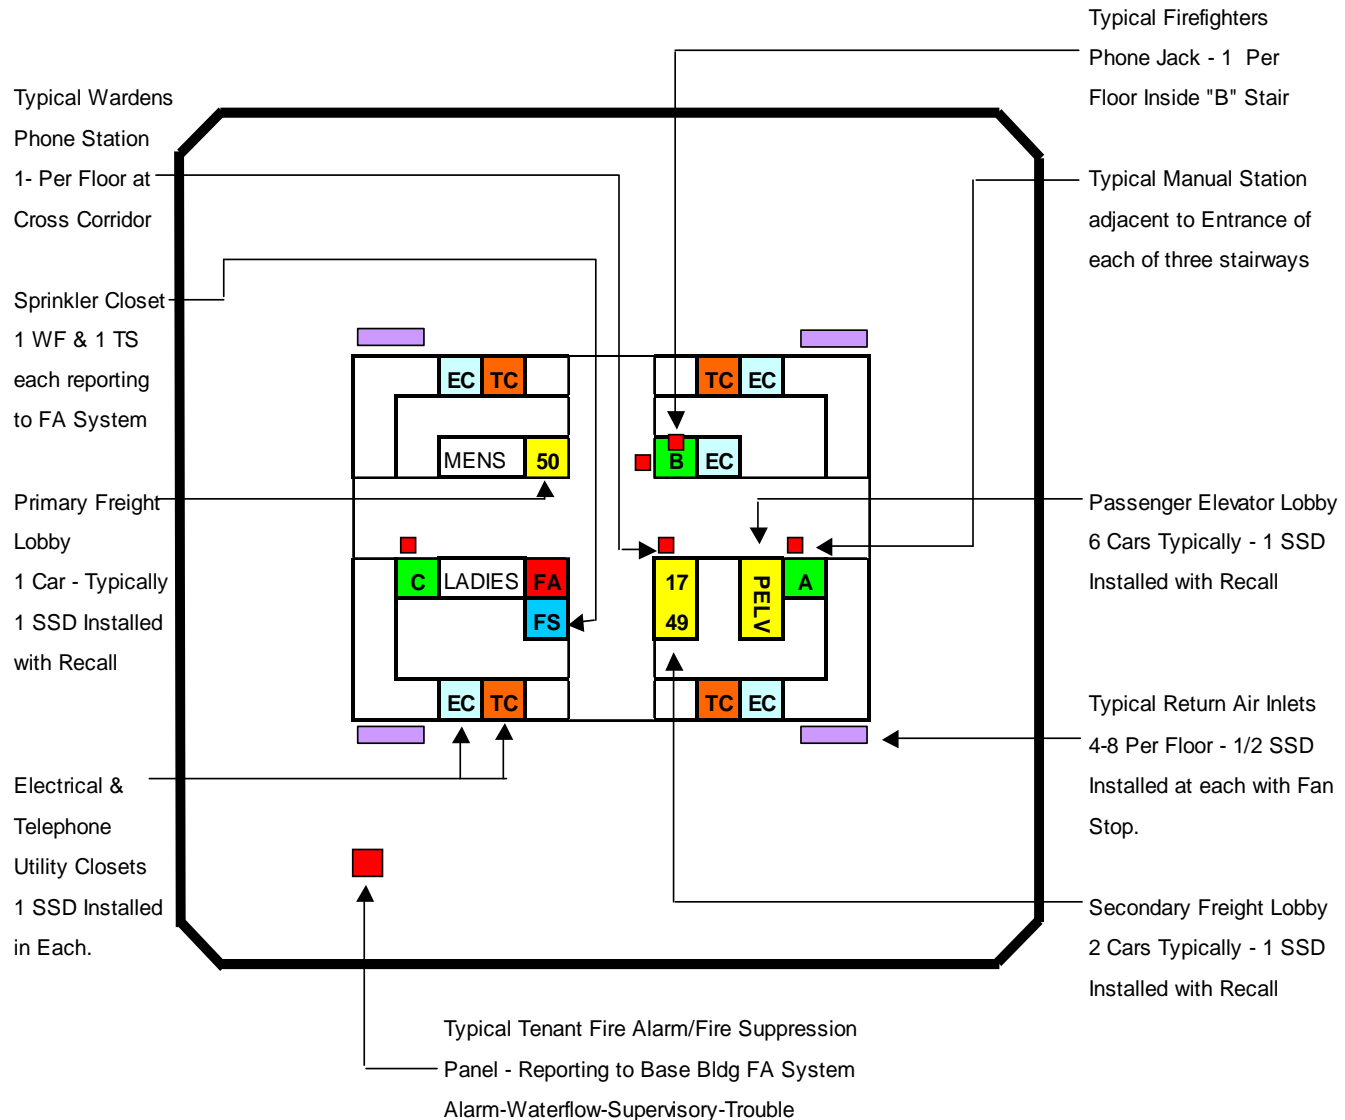 Typical Firefighters
Phone Jack - 1 Per
Floor Inside "B" Stair
Typical Wardens
Phone Station
1- Per Floor at
Cross Corridor
Typical Manual Station
adjacent to Entrance of
each of three stairways
Sprinkler Closet
1 WF & 1 TS
each reporting
to FA System
EC TC
TC EC
MENS 50
B EC
Primary Freight
Lobby
1 Car - Typically
1 SSD Installed
with Recall
Passenger Elevator Lobby
6 Cars Typically - 1 SSD
Installed with Recall
C LADIES FA
FS
17
49
PELV
A
EC TC
TC EC
Typical Return Air Inlets
4-8 Per Floor - 1/2 SSD
Installed at each with Fan
Stop.
Electrical &
Telephone
Utility Closets
1 SSD Installed
in Each.
Secondary Freight Lobby
2 Cars Typically - 1 SSD
Installed with Recall
Typical Tenant Fire Alarm/Fire Suppression
Panel - Reporting to Base Bldg FA System
Alarm-Waterflow-Supervisory-Trouble